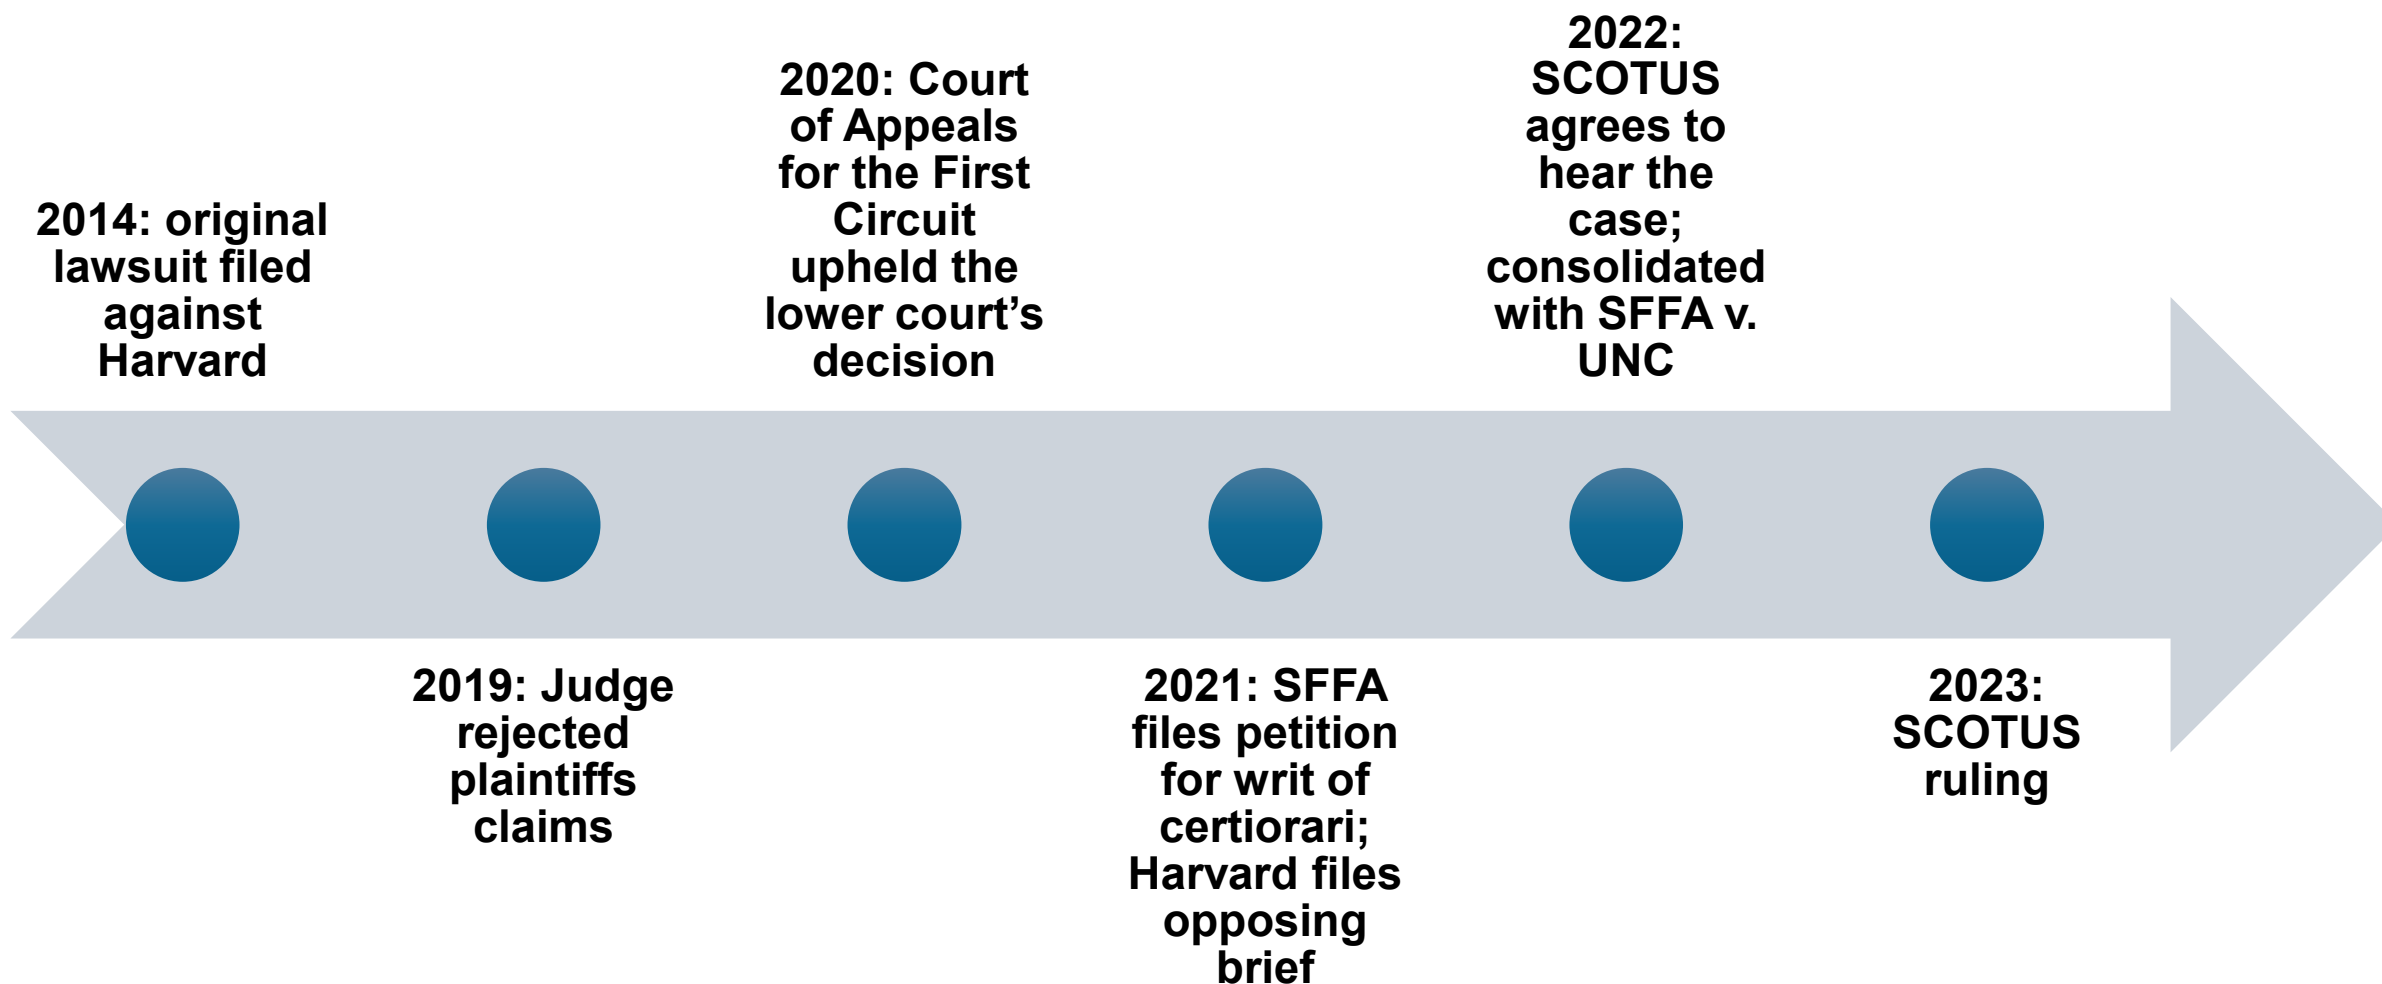 2014: original
lawsuit filed
against
Harvard
2019: Judge
rejected
plaintiffs
claims
2020: Court
of Appeals
for the First
Circuit
upheld the
lower court’s
decision
2021: SFFA
files petition
for writ of
certiorari;
Harvard files
opposing
brief
2022:
SCOTUS
agrees to
hear the
case;
consolidated
with SFFA v.
UNC
2023:
SCOTUS
ruling